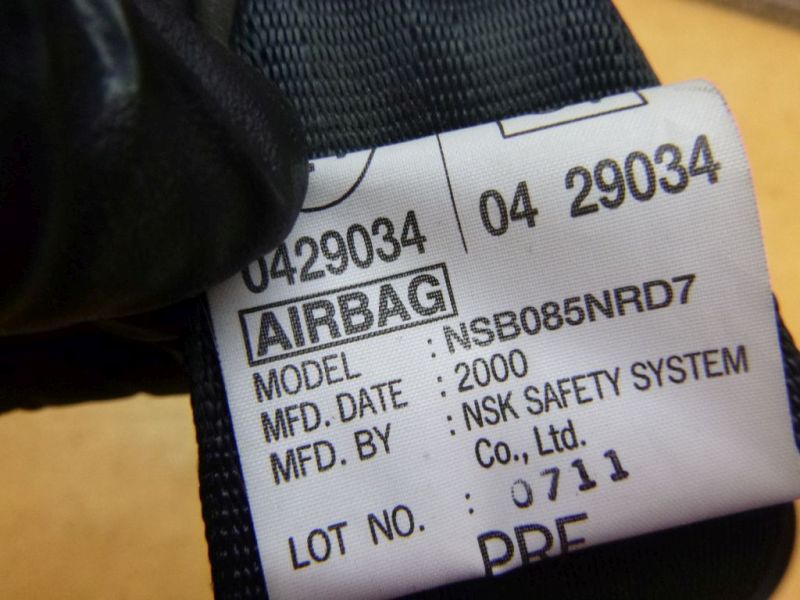 0429034
04 29034
AIRBAG
MODEL : NSB085NRD7
MFD. DATE : 2000
MFD. BY : NSK SAFETY SYSTEM
Co., Ltd.
LOT NO. : 0711
PRE